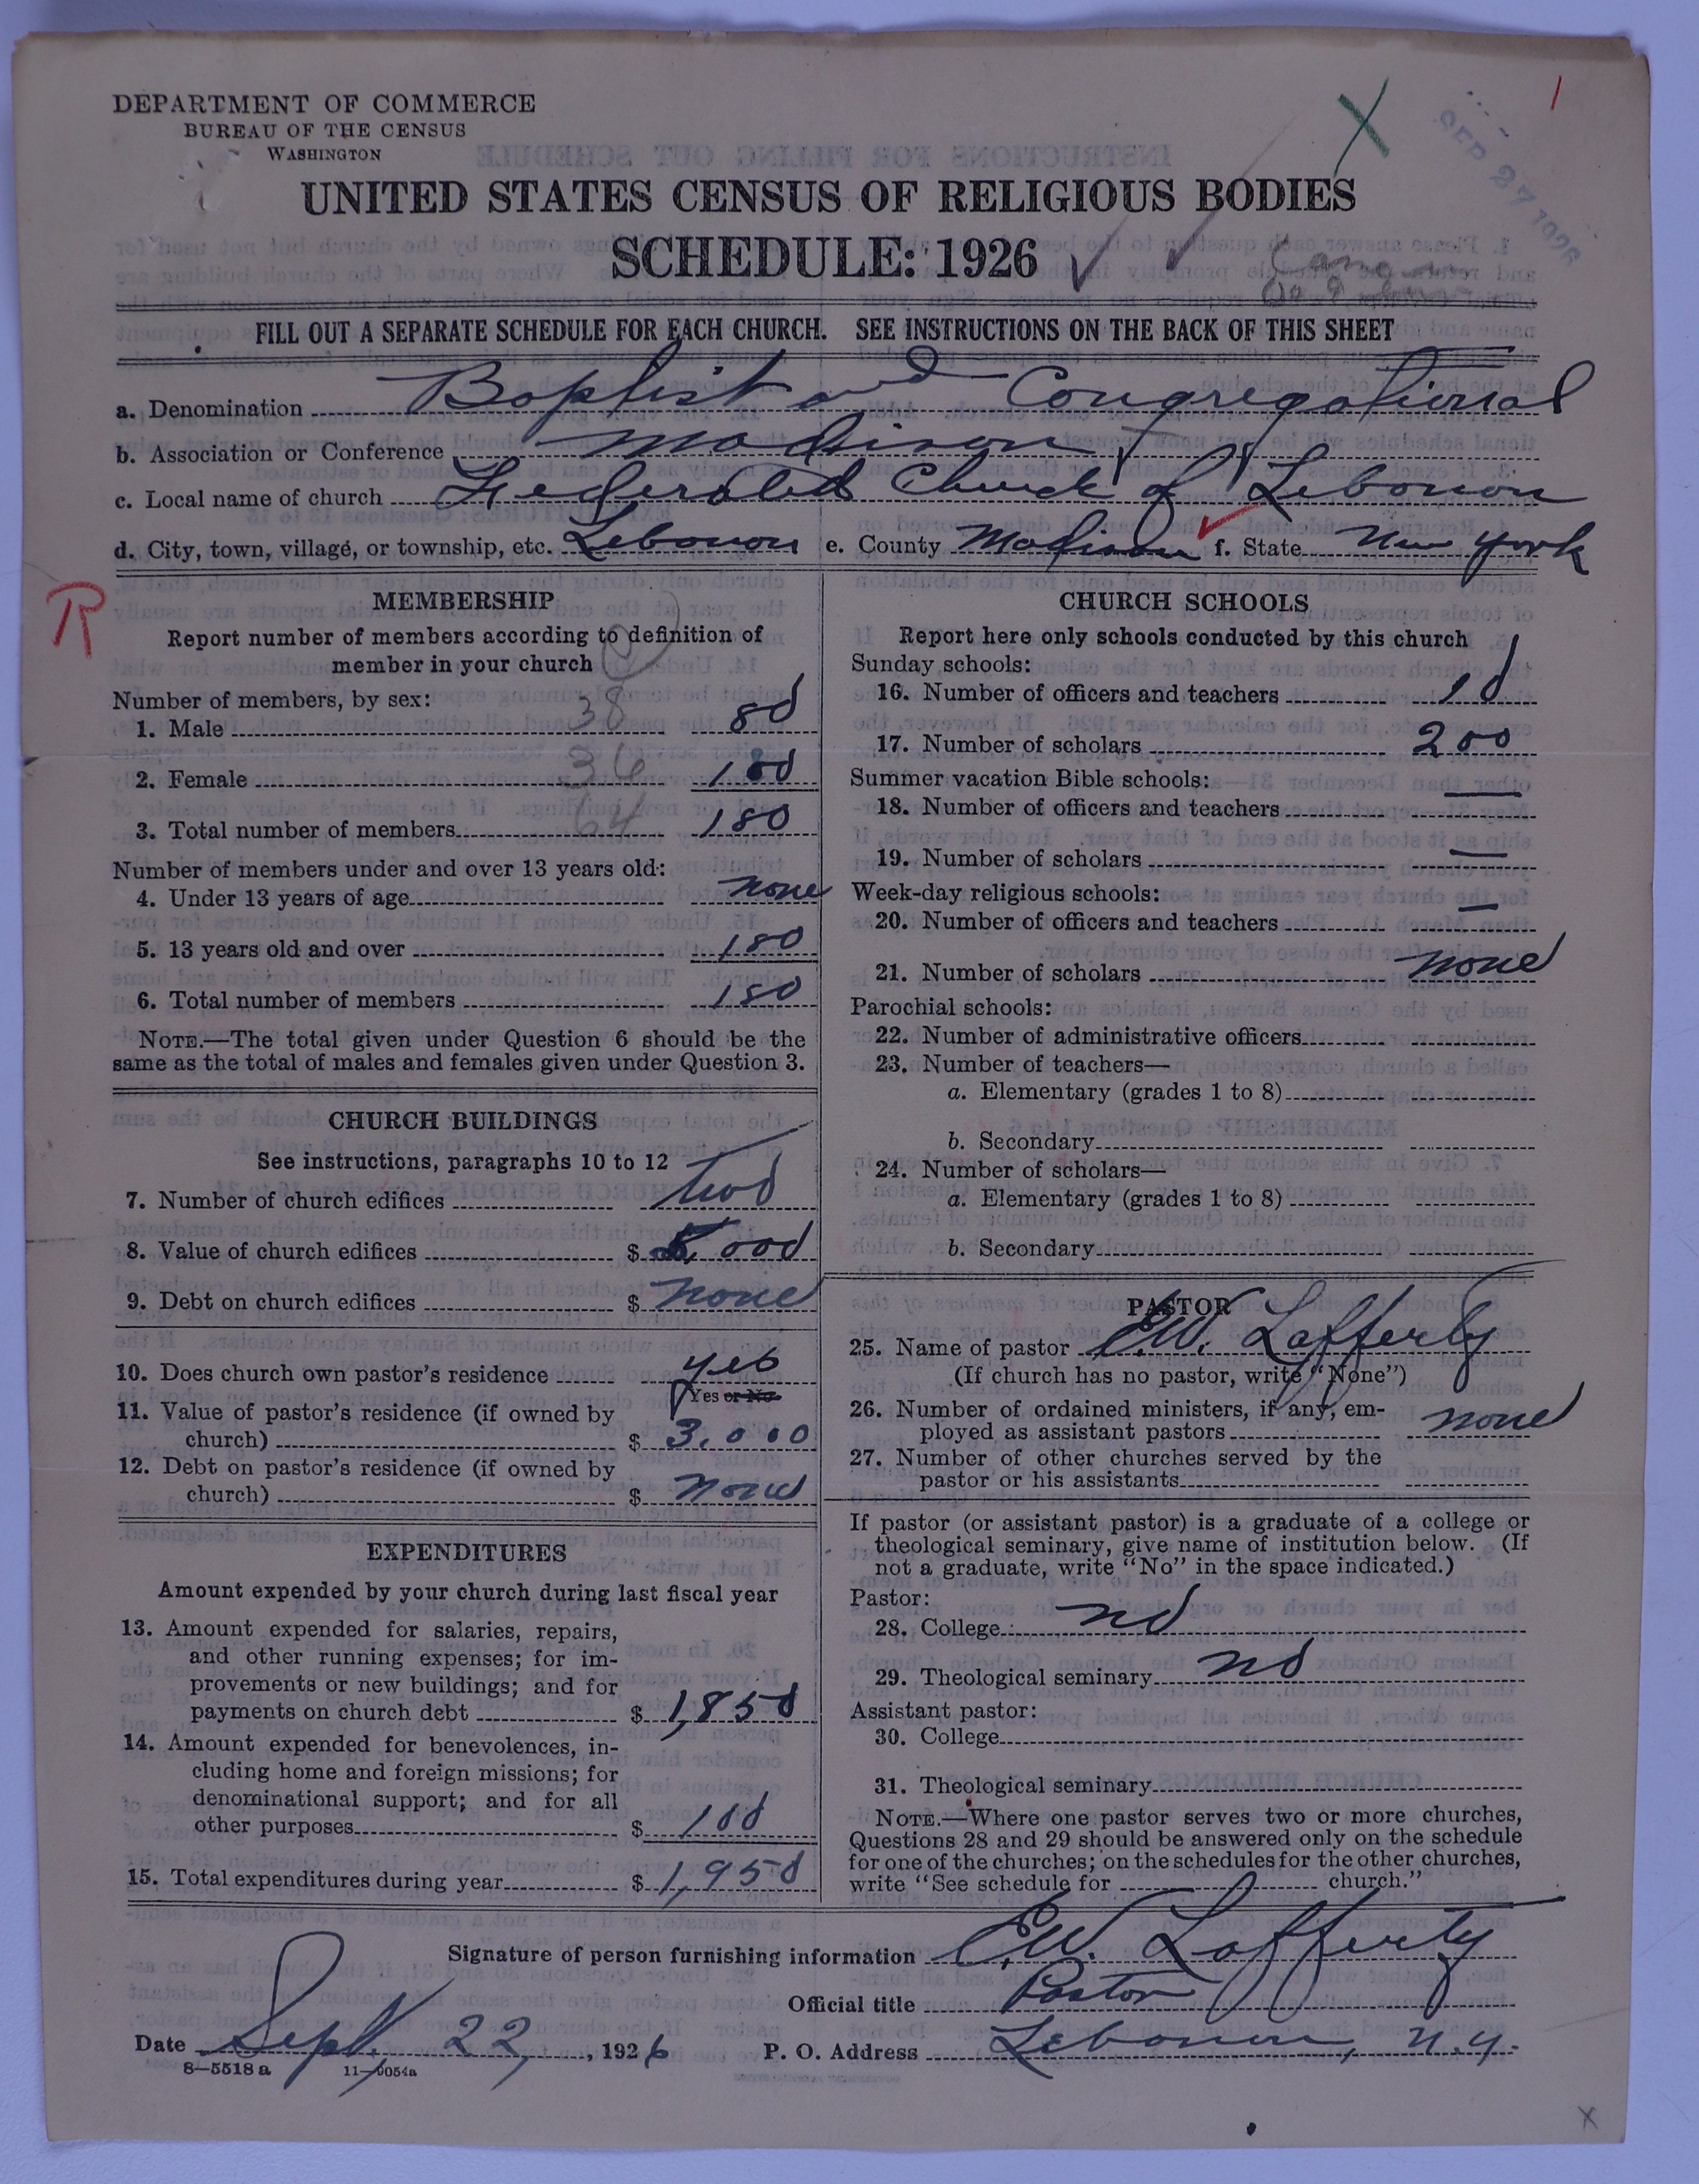 DEPARTMENT OF COMMERCE
BUREAU OF THE CENSUS
WASHINGTON
SEP 27 1926
UNITED STATES CENSUS OF RELIGIOUS BODIES
SCHEDULE: 1926
FILL OUT A SEPARATE SCHEDULE FOR EACH CHURCH. SEE INSTRUCTIONS ON THE BACK OF THIS SHEET
a. Denomination Baptist and Congregational
b. Association or Conference Madison
c. Local name of church Federated Church of Lebanon
d. City, town, village, or township, etc. Lebanon e. County Madison f. State New York
R
MEMBERSHIP
Report number of members according to definition of
member in your church
Number of members, by sex:
1. Male 38 80
2. Female 100
3. Total number of members 64 180
Number of members under and over 13 years old:
4. Under 13 years of age none
5. 13 years old and over 180
6. Total number of members 180
NOTE.—The total given under Question 6 should be the
same as the total of males and females given under Question 3.
CHURCH BUILDINGS
See instructions, paragraphs 10 to 12
7. Number of church edifices two
8. Value of church edifices $ 5,000
9. Debt on church edifices $ none
10. Does church own pastor's residence yes
Yes or No
11. Value of pastor's residence (if owned by
church) $ 3,000
12. Debt on pastor's residence (if owned by
church) $ none
EXPENDITURES
Amount expended by your church during last fiscal year
13. Amount expended for salaries, repairs,
and other running expenses; for im-
provements or new buildings; and for
payments on church debt $ 1,850
14. Amount expended for benevolences, in-
cluding home and foreign missions; for
denominational support; and for all
other purposes $ 100
15. Total expenditures during year $ 1,950
CHURCH SCHOOLS
Report here only schools conducted by this church
Sunday schools:
16. Number of officers and teachers 10
17. Number of scholars 200
Summer vacation Bible schools:
18. Number of officers and teachers —
19. Number of scholars —
Week-day religious schools:
20. Number of officers and teachers —
21. Number of scholars none
Parochial schools:
22. Number of administrative officers
23. Number of teachers—
a. Elementary (grades 1 to 8)
b. Secondary
24. Number of scholars—
a. Elementary (grades 1 to 8)
b. Secondary
PASTOR
25. Name of pastor E.W. Lafferty
(If church has no pastor, write "None")
26. Number of ordained ministers, if any, em-
ployed as assistant pastors none
27. Number of other churches served by the
pastor or his assistants
If pastor (or assistant pastor) is a graduate of a college or
theological seminary, give name of institution below. (If
not a graduate, write "No" in the space indicated.)
Pastor:
28. College no
29. Theological seminary no
Assistant pastor:
30. College
31. Theological seminary
NOTE.—Where one pastor serves two or more churches,
Questions 28 and 29 should be answered only on the schedule
for one of the churches; on the schedules for the other churches,
write "See schedule for church."
Signature of person furnishing information E.W. Lafferty
Official title Pastor
Date Sept. 22, 1926 P. O. Address Lebanon, N.Y.
8—5518 a 11—9054a